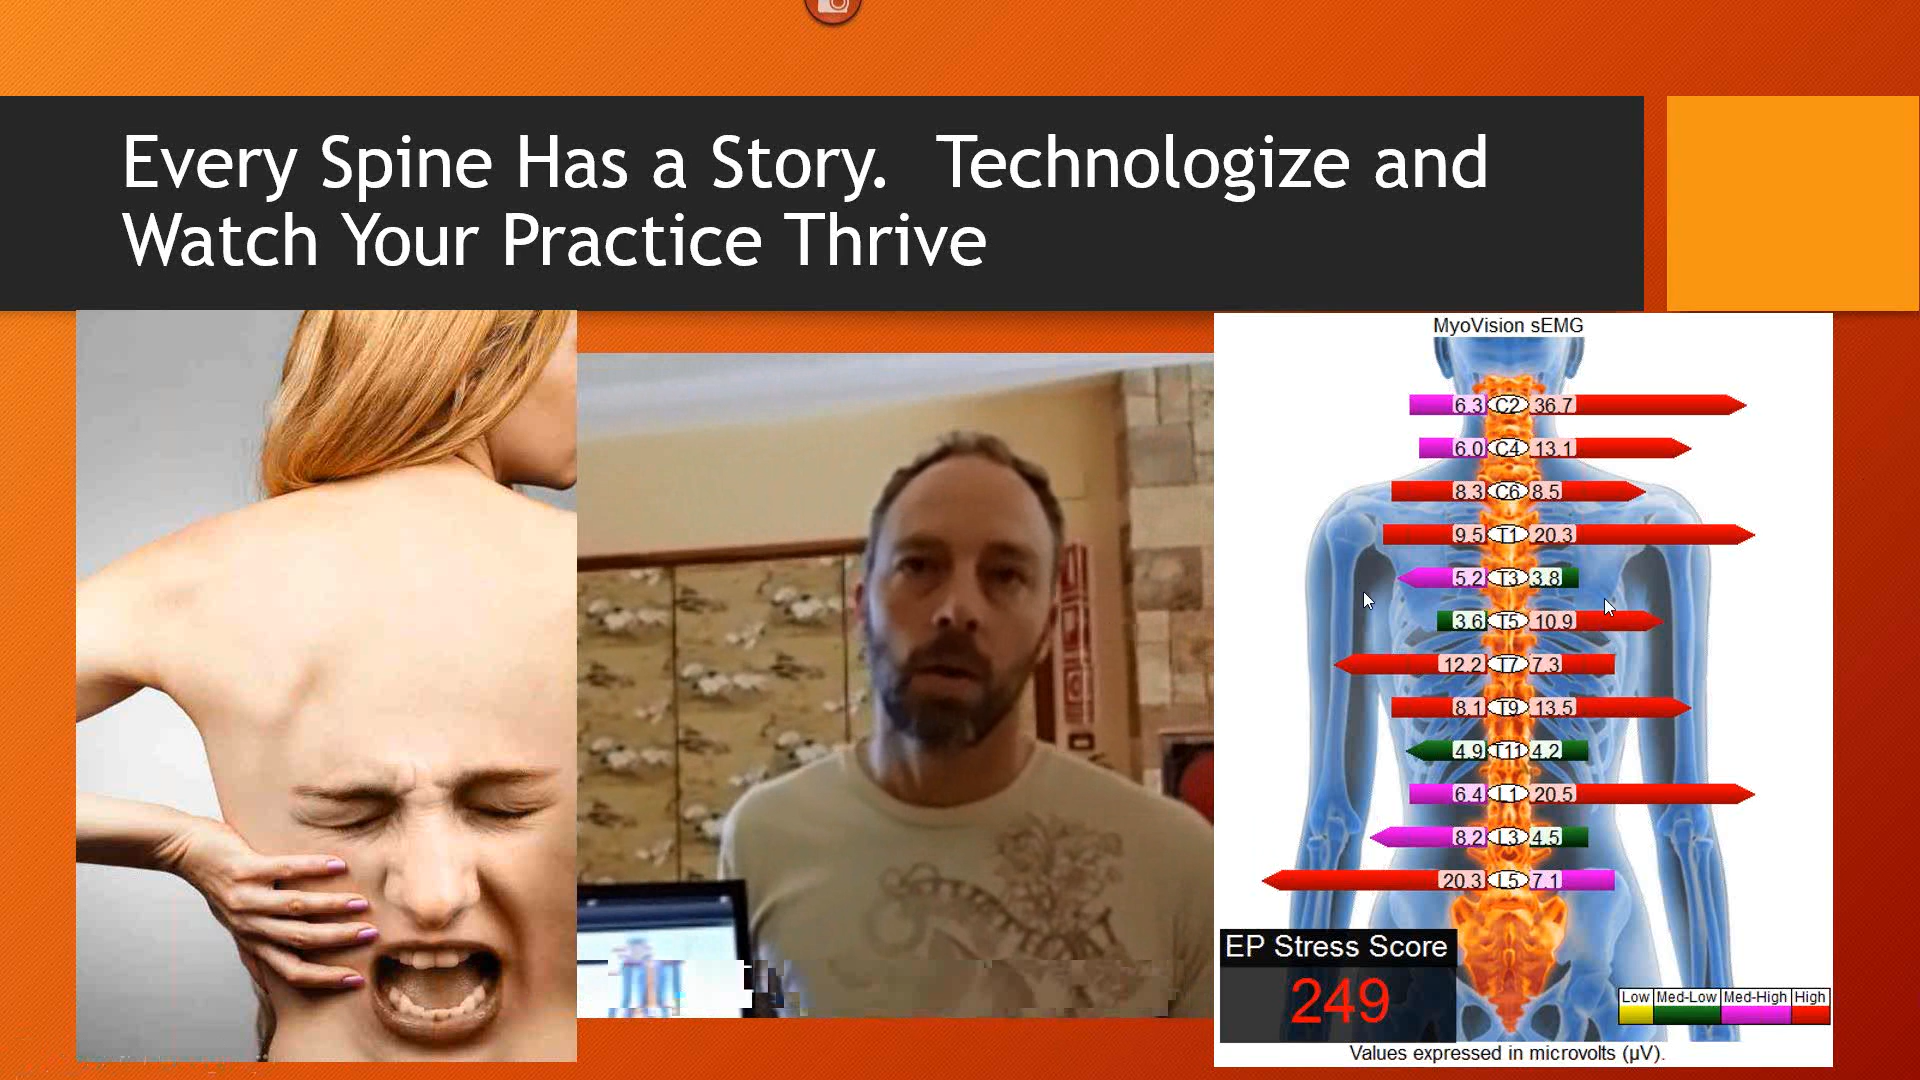 Every Spine Has a Story.  Technologize and
Watch Your Practice Thrive
MyoVision sEMG
6.3 C2 36.7
6.0 C4 13.1
8.3 C6 8.5
9.5 T1 20.3
5.2 T3 3.8
3.6 T5 10.9
12.2 T7 7.3
8.1 T9 13.5
4.9 T11 4.2
6.4 L1 20.5
8.2 L3 4.5
20.3 L5 7.1
EP Stress Score
249
Low Med-Low Med-High High
Values expressed in microvolts (µV).